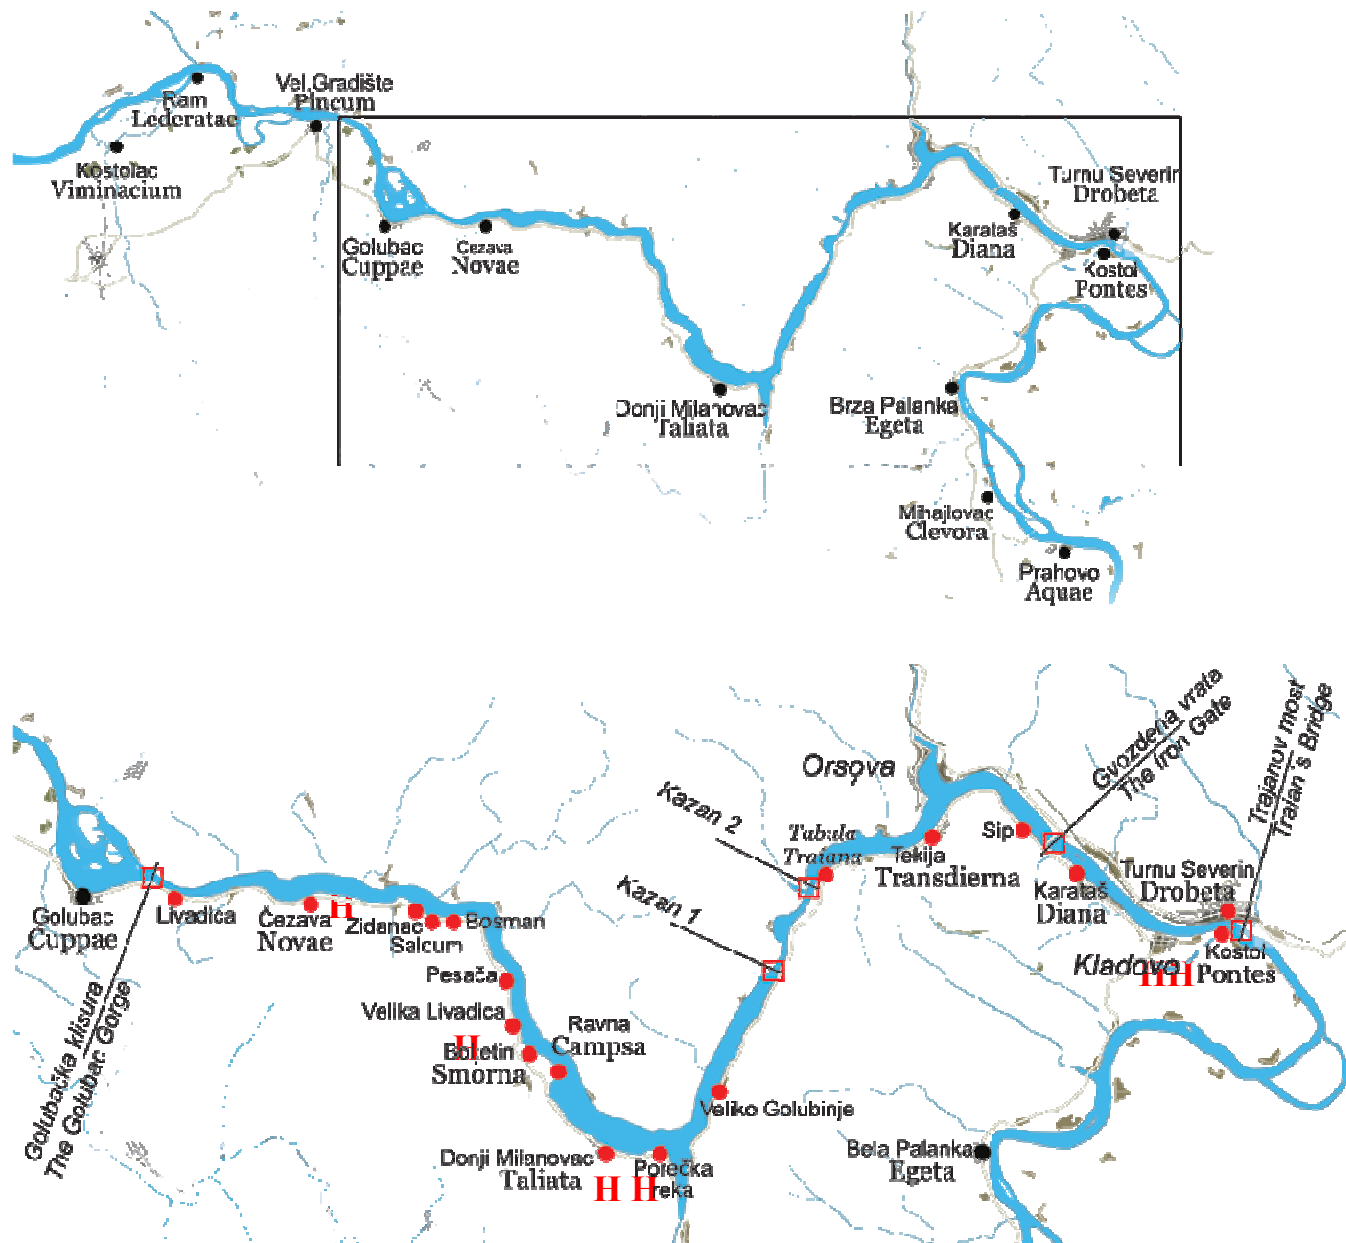 Vel.Gradište
Pincum
Ram
Lederatae
Kostolac
Viminacium
Turnu Severin
Drobeta
Karataš
Diana
Golubac
Cuppae
Čezava
Novae
Kostol
Pontes
Donji Milanovac
Taliata
Brza Palanka
Egeta
Mihajlovac
Clevora
Prahovo
Aquae
Gvozdena vrata
The Iron Gate
Trajanov most
Traian's Bridge
Orsova
Kazan 2
Tabula
Traiana
Sip
Tekija
Transdierna
Turnu Severin
Drobeta
Karataš
Diana
Kazan 1
Golubac
Cuppae
Livadica
Čezava
Novae
H
Zidanac
Salcum
Bosman
Kostol
Pontes
Kladovo
HH
Pesača
Velika Livadica
Ravna
Campsa
H
Boletin
Smorna
Golubačka klisura
The Golubac Gorge
Veliko Golubinje
Bela Palanka
Egeta
Donji Milanovac
Taliata
Porečka
reka
H H